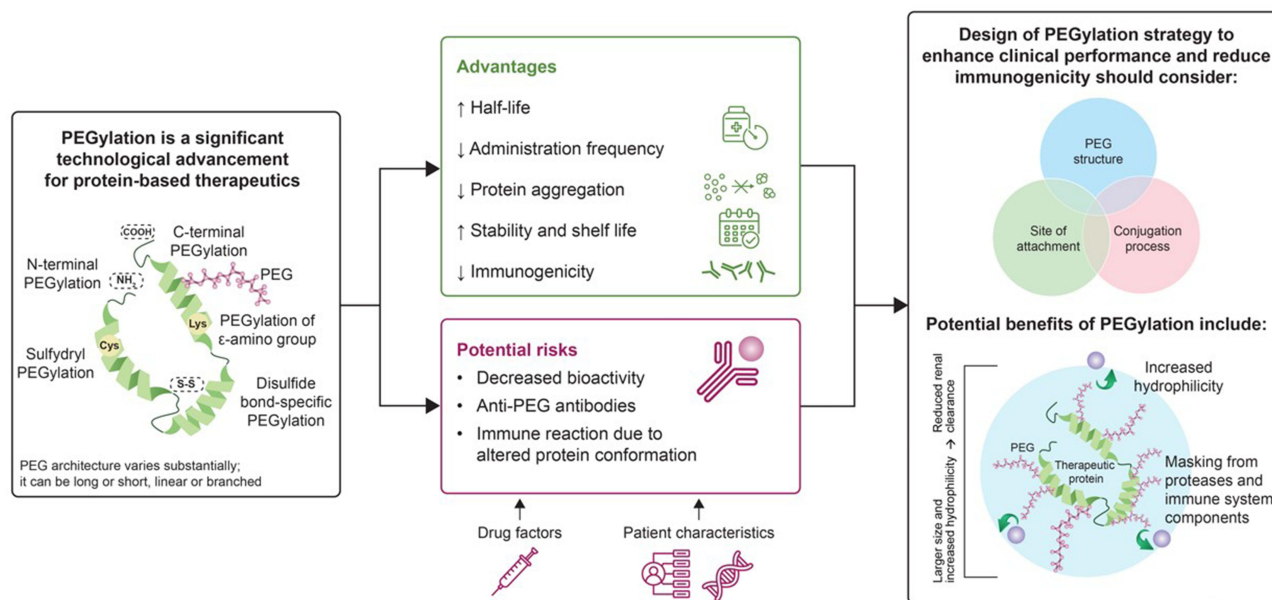 PEGylation is a significant
technological advancement
for protein-based therapeutics
COOH
C-terminal
PEGylation
N-terminal
PEGylation
NH2
PEG
Lys
PEGylation of
ε-amino group
Cys
Sulfydryl
PEGylation
S-S
Disulfide
bond-specific
PEGylation
PEG architecture varies substantially;
it can be long or short, linear or branched
Advantages
↑ Half-life
↓ Administration frequency
↓ Protein aggregation
↑ Stability and shelf life
↓ Immunogenicity
Potential risks
• Decreased bioactivity
• Anti-PEG antibodies
• Immune reaction due to
altered protein conformation
Drug factors
Patient characteristics
Design of PEGylation strategy to
enhance clinical performance and reduce
immunogenicity should consider:
PEG
structure
Site of
attachment
Conjugation
process
Potential benefits of PEGylation include:
Larger size and
increased hydrophilicity → Reduced renal
clearance
Increased
hydrophilicity
PEG
Therapeutic
protein
Masking from
proteases and
immune system
components